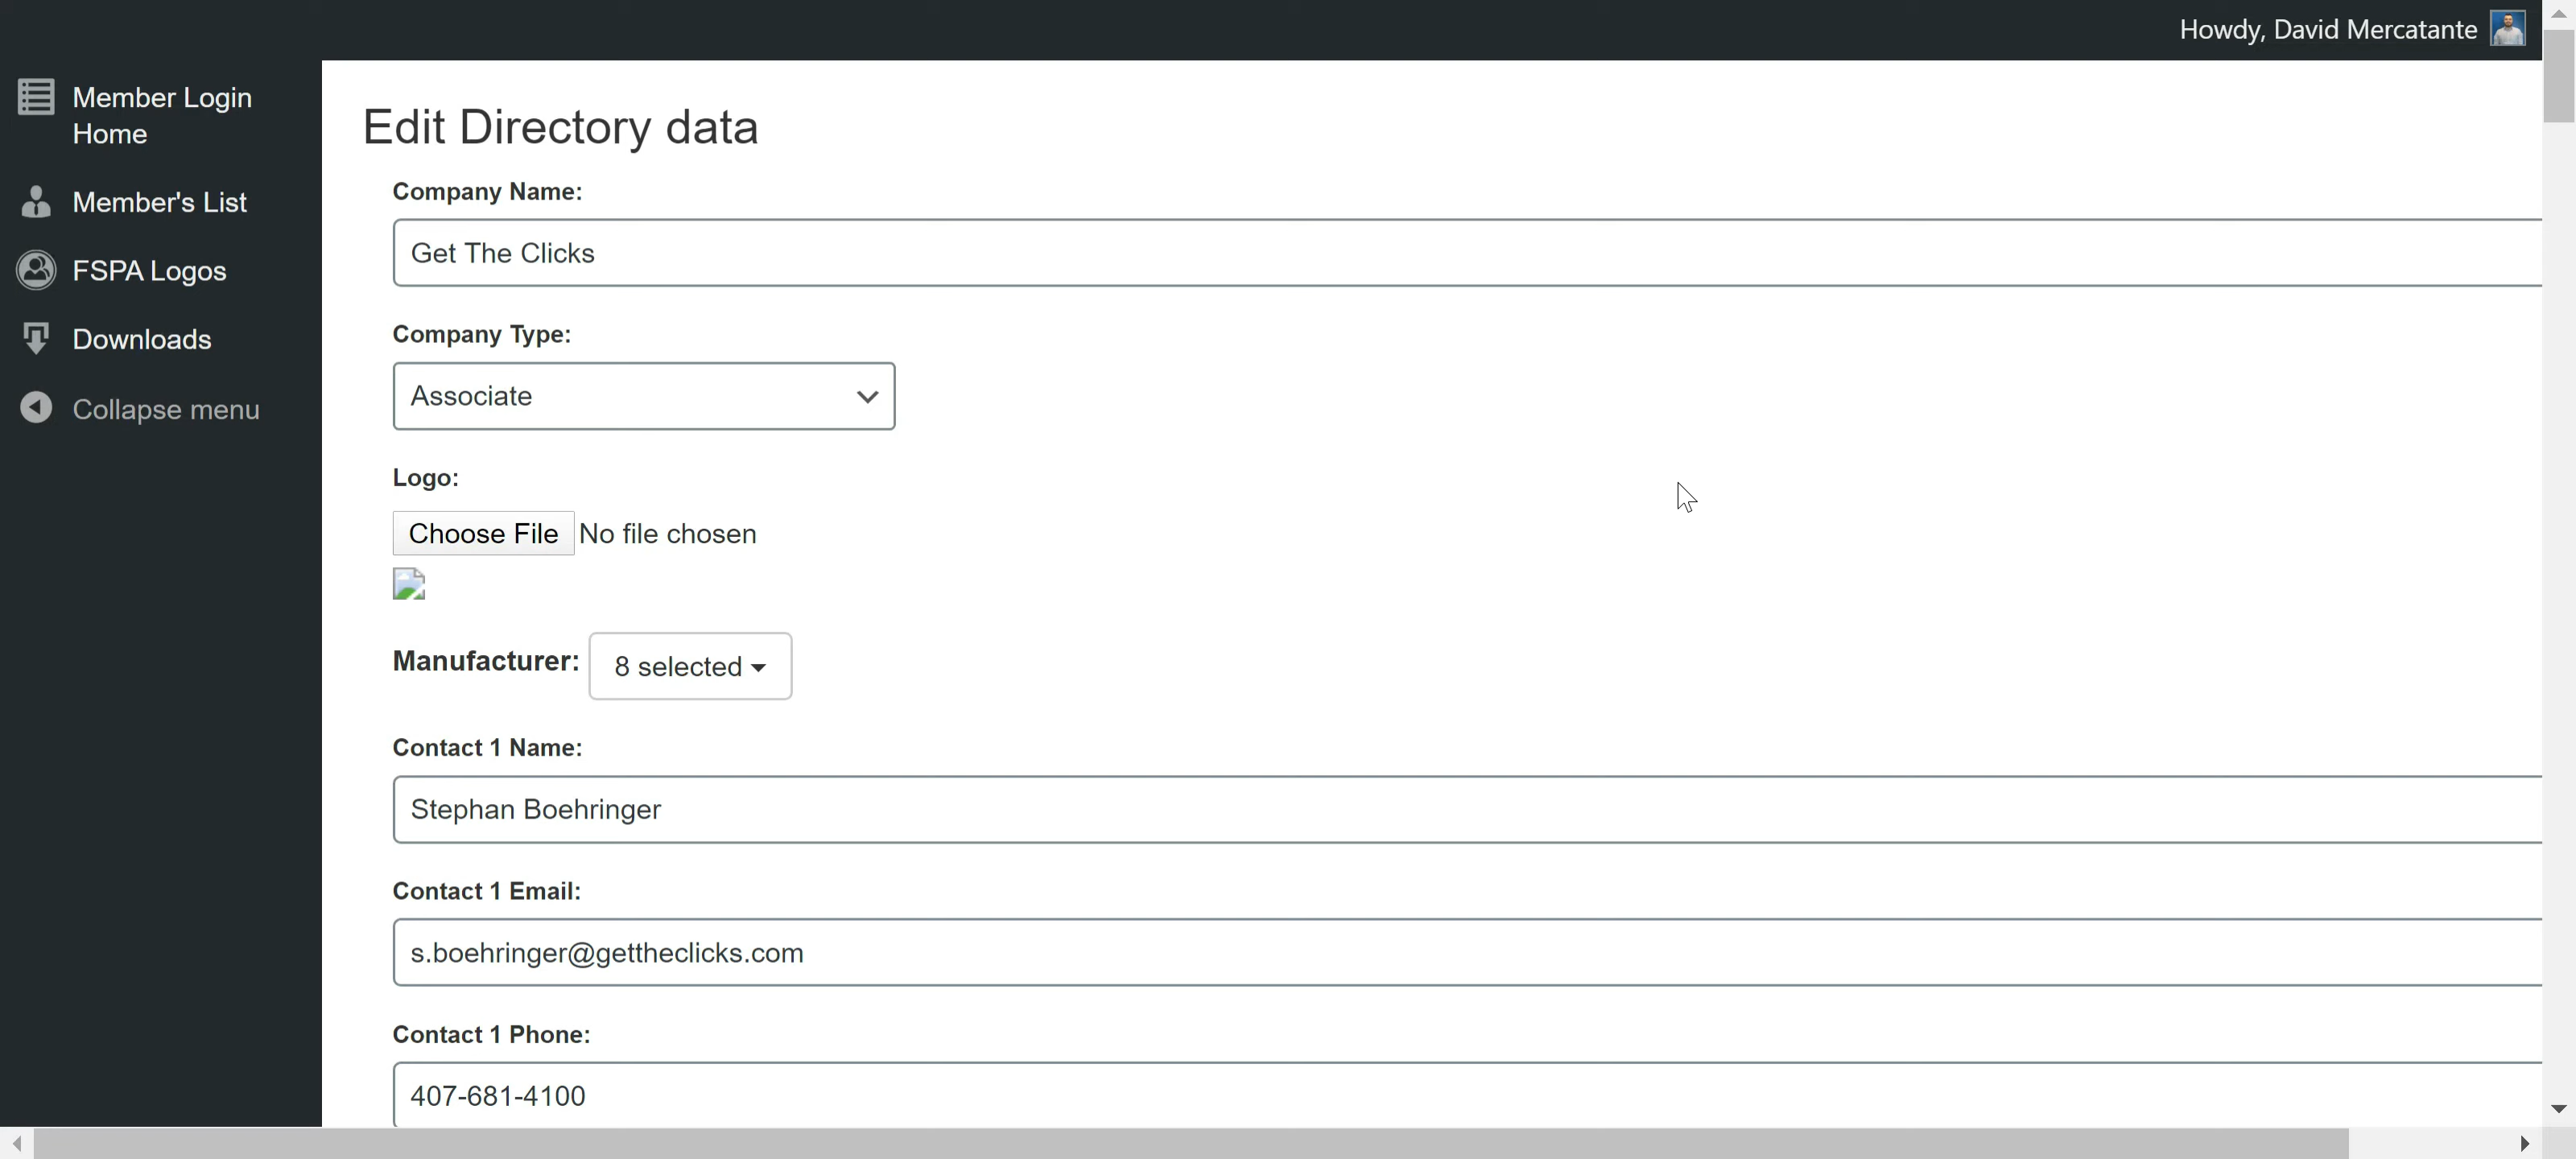 Howdy, David Mercatante
Member Login
Home
Member's List
FSPA Logos
Downloads
Collapse menu
Edit Directory data
Company Name:
Get The Clicks
Company Type:
Associate
Logo:
Choose File No file chosen
Manufacturer: 8 selected
Contact 1 Name:
Stephan Boehringer
Contact 1 Email:
s.boehringer@gettheclicks.com
Contact 1 Phone:
407-681-4100